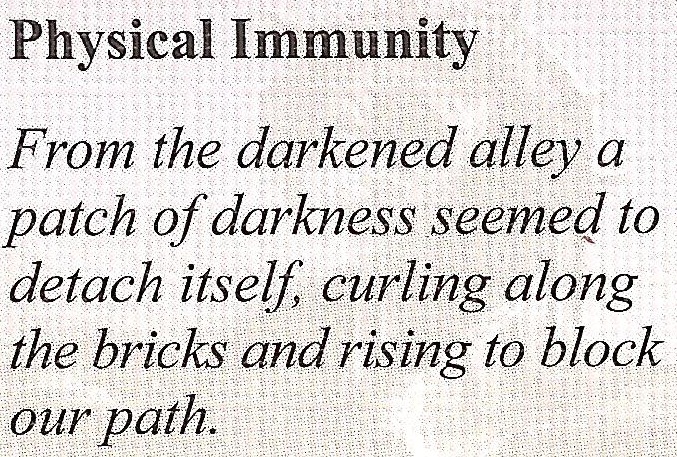 Physical Immunity
From the darkened alley a
patch of darkness seemed to
detach itself, curling along
the bricks and rising to block
our path.